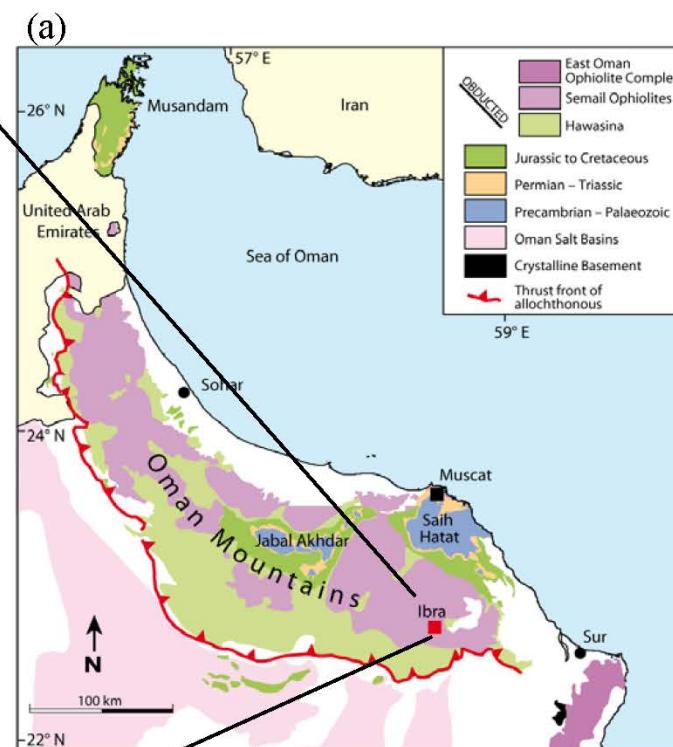 (a)
57° E
26° N
Musandam
Iran
East Oman
Ophiolite Comple
Semail Ophiolites
Hawasina
OBDUCTED
Jurassic to Cretaceous
Permian – Triassic
Precambrian – Palaeozoic
Oman Salt Basins
Crystalline Basement
Thrust front of
allochthonous
United Arab
Emirates
Sea of Oman
59° E
Sohar
24° N
Oman Mountains
Muscat
Saih
Hatat
Jabal Akhdar
Ibra
Sur
N
100 km
22° N